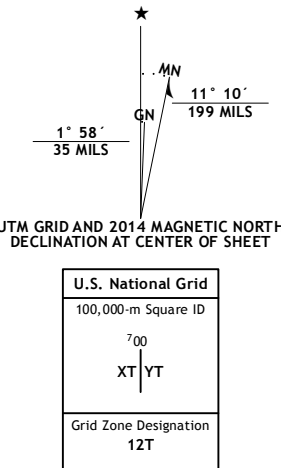 ★
MN
11° 10´
199 MILS
GN
1° 58´
35 MILS
UTM GRID AND 2014 MAGNETIC NORTH
DECLINATION AT CENTER OF SHEET
U.S. National Grid
100,000-m Square ID
⁷00
XT YT
Grid Zone Designation
12T